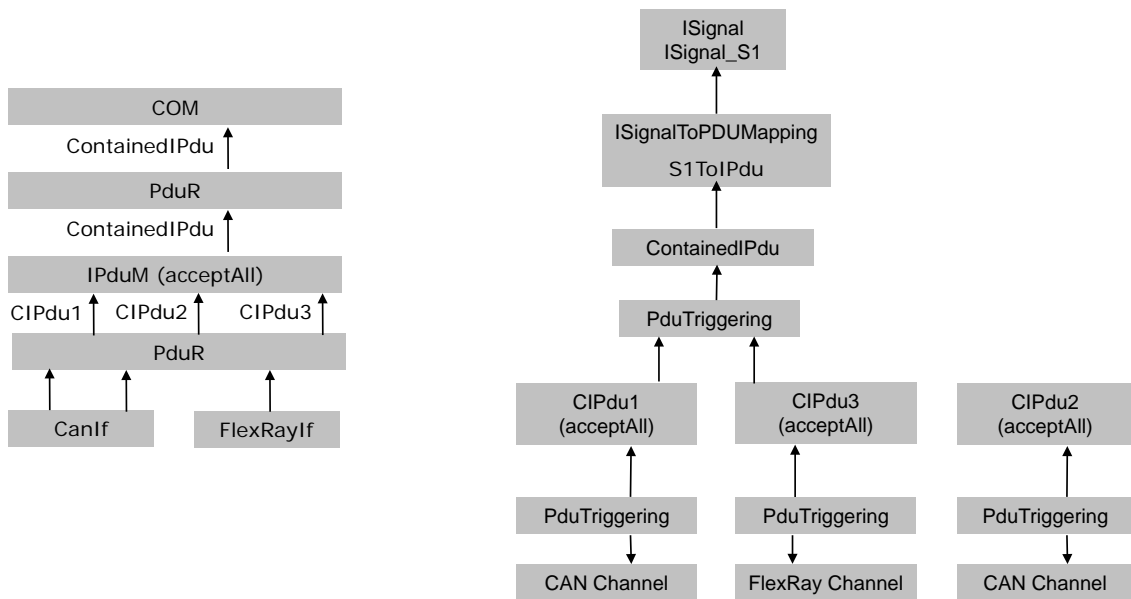 COM
ContainedIPdu
PduR
ContainedIPdu
IPduM (acceptAll)
CIPdu1 CIPdu2 CIPdu3
PduR
CanIf FlexRayIf
ISignal
ISignal_S1
ISignalToPDUMapping
S1ToIPdu
ContainedIPdu
PduTriggering
CIPdu1
(acceptAll)
CIPdu3
(acceptAll)
CIPdu2
(acceptAll)
PduTriggering PduTriggering PduTriggering
CAN Channel FlexRay Channel CAN Channel